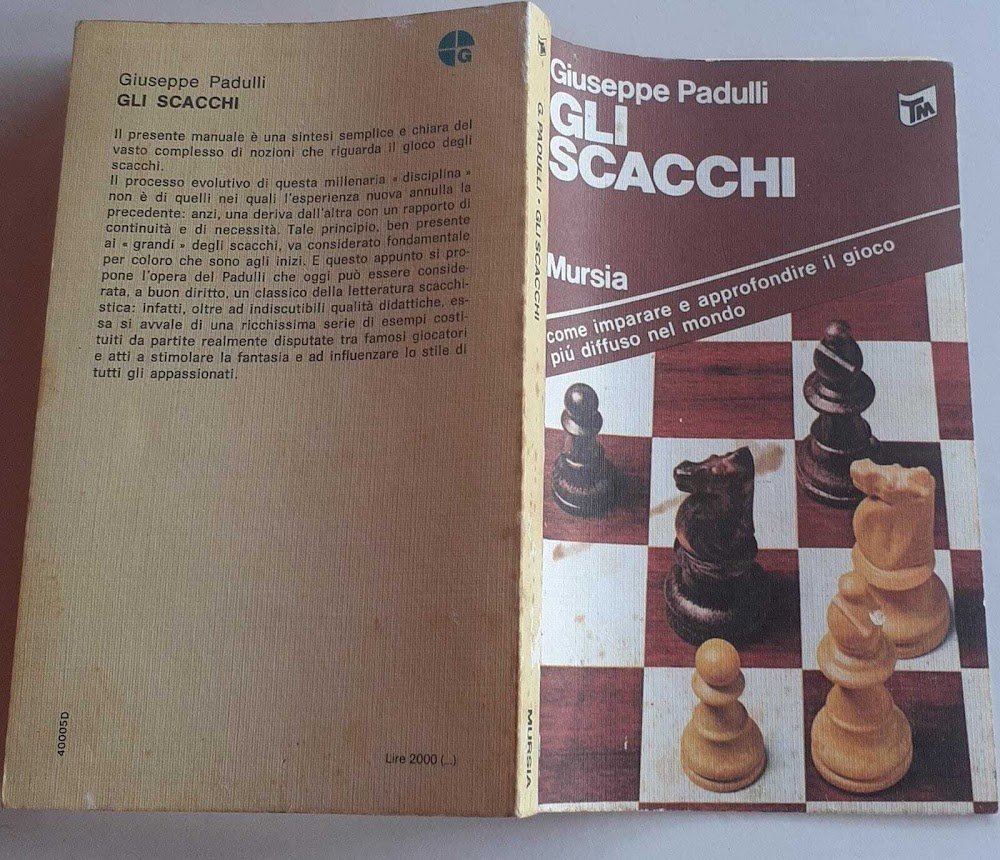 G
Giuseppe Padulli
GLI SCACCHI
Il presente manuale è una sintesi semplice e chiara del
vasto complesso di nozioni che riguarda il gioco degli
scacchi.
Il processo evolutivo di questa millenaria « disciplina »
non è di quelli nei quali l'esperienza nuova annulla la
precedente: anzi, una deriva dall'altra con un rapporto di
continuità e di necessità. Tale principio, ben presente
ai « grandi » degli scacchi, va considerato fondamentale
per coloro che sono agli inizi. E questo appunto si pro-
pone l'opera del Padulli che oggi può essere conside-
rata, a buon diritto, un classico della letteratura scacchi-
stica: infatti, oltre ad indiscutibili qualità didattiche, es-
sa si avvale di una ricchissima serie di esempi costi-
tuiti da partite realmente disputate tra famosi giocatori
e atti a stimolare la fantasia e ad influenzare lo stile di
tutti gli appassionati.
40005D
Lire 2000 (...)
G. PADULLI • GLI SCACCHI
MURSIA
Giuseppe Padulli
GLI
SCACCHI
TM
Mursia
come imparare e approfondire il gioco
piú diffuso nel mondo